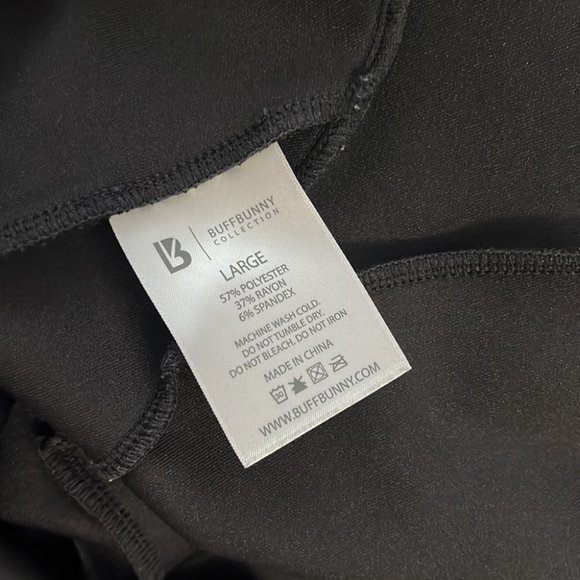 BUFFBUNNY
COLLECTION
LARGE
57% POLYESTER
37% RAYON
6% SPANDEX
MACHINE WASH COLD.
DO NOT TUMBLE DRY.
DO NOT BLEACH. DO NOT IRON
MADE IN CHINA
30
WWW.BUFFBUNNY.COM